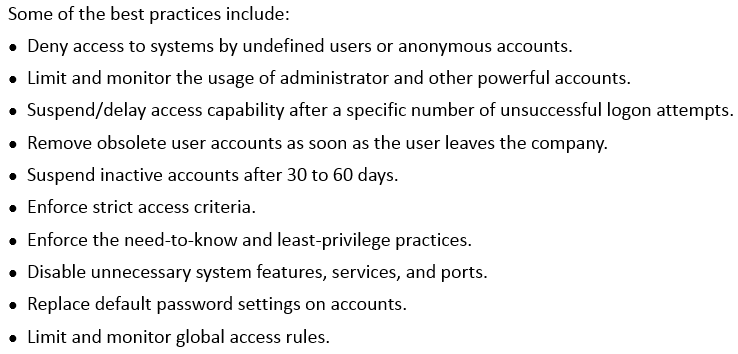 Some of the best practices include:
• Deny access to systems by undefined users or anonymous accounts.
• Limit and monitor the usage of administrator and other powerful accounts.
• Suspend/delay access capability after a specific number of unsuccessful logon attempts.
• Remove obsolete user accounts as soon as the user leaves the company.
• Suspend inactive accounts after 30 to 60 days.
• Enforce strict access criteria.
• Enforce the need-to-know and least-privilege practices.
• Disable unnecessary system features, services, and ports.
• Replace default password settings on accounts.
• Limit and monitor global access rules.